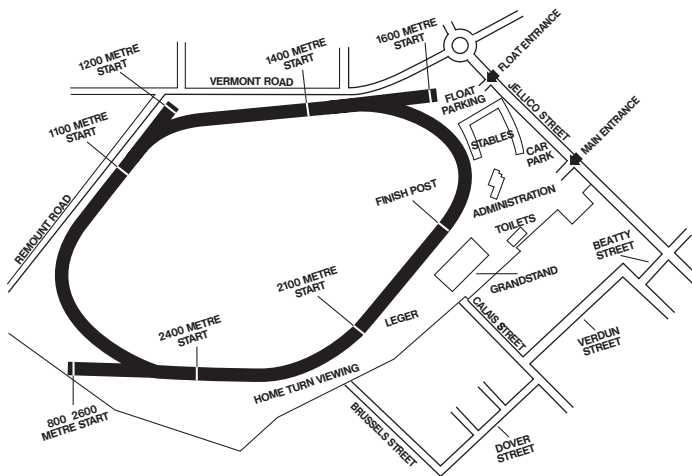 1600 METRE
START
1400 METRE
START
1200 METRE
START
VERMONT ROAD
FLOAT ENTRANCE
FLOAT
PARKING
JELLICO STREET
1100 METRE
START
STABLES
CAR
PARK
MAIN ENTRANCE
REMOUNT ROAD
FINISH POST
ADMINISTRATION
TOILETS
BEATTY
STREET
2100 METRE
START
GRANDSTAND
LEGER
CALAIS STREET
2400 METRE
START
VERDUN
STREET
HOME TURN VIEWING
800 2600
METRE START
BRUSSELS STREET
DOVER
STREET